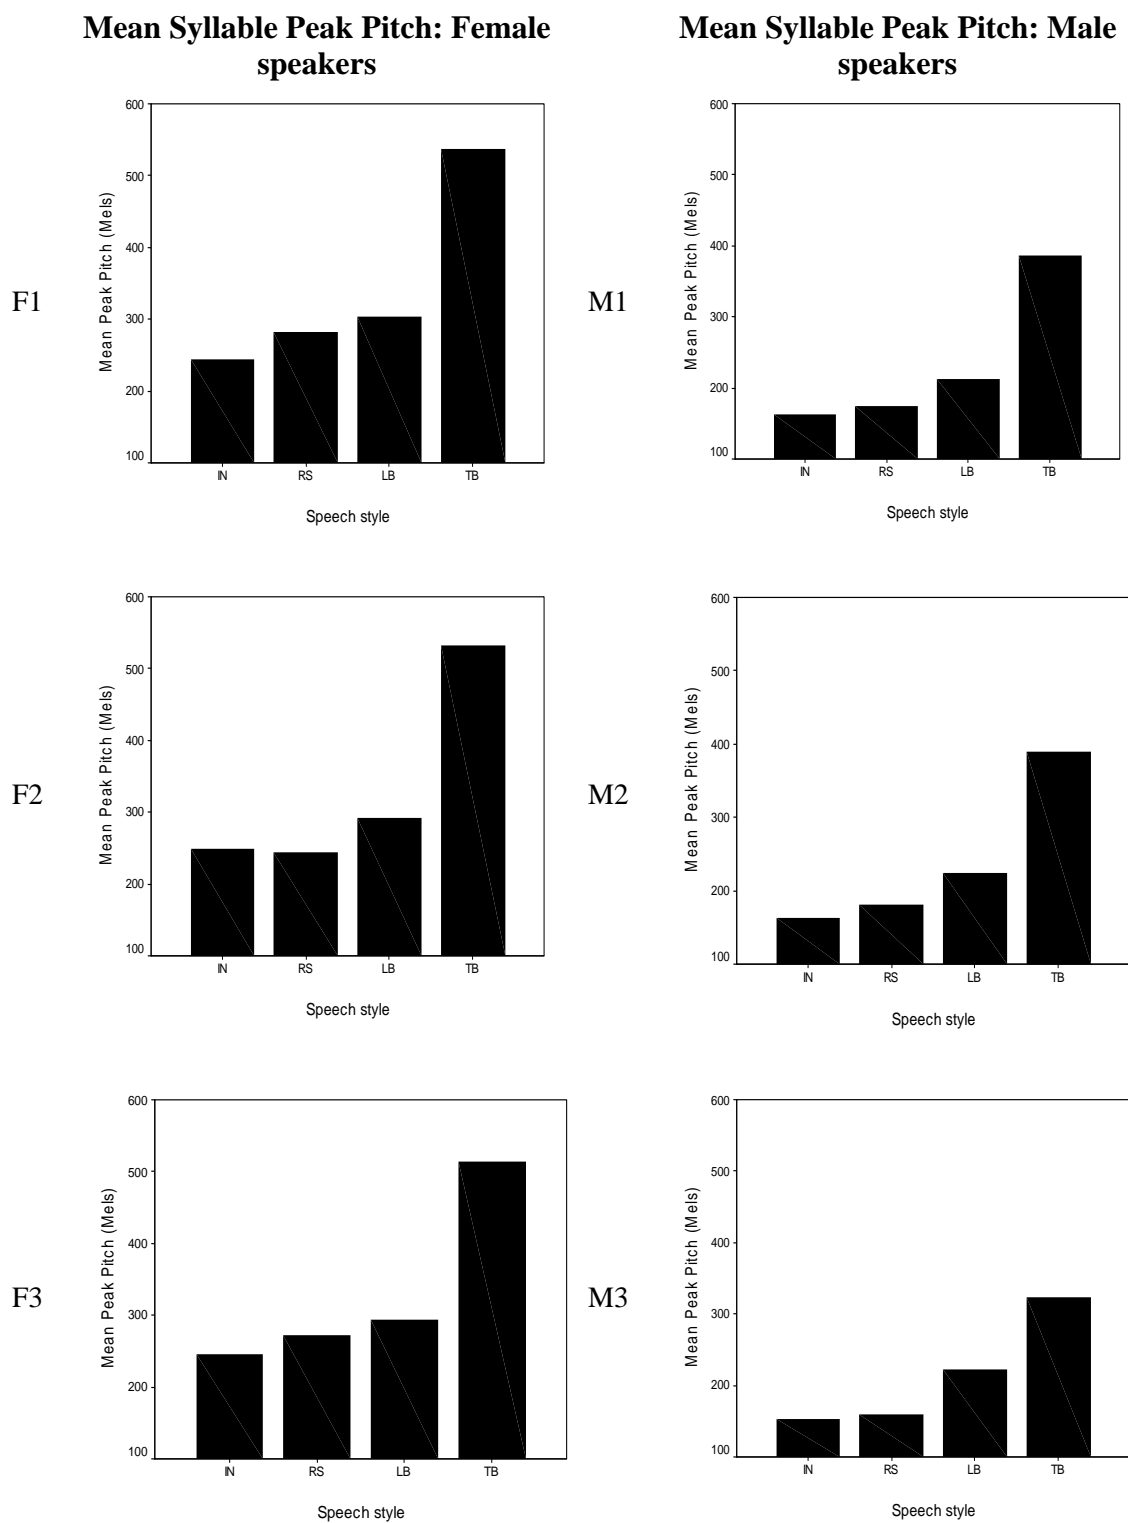 Mean Syllable Peak Pitch: Female
speakers
Mean Syllable Peak Pitch: Male
speakers
F1
Mean Peak Pitch (Mels)
600
500
400
300
200
100
IN RS LB TB
Speech style
M1
Mean Peak Pitch (Mels)
600
500
400
300
200
100
IN RS LB TB
Speech style
F2
Mean Peak Pitch (Mels)
600
500
400
300
200
100
IN RS LB TB
Speech style
M2
Mean Peak Pitch (Mels)
600
500
400
300
200
100
IN RS LB TB
Speech style
F3
Mean Peak Pitch (Mels)
600
500
400
300
200
100
IN RS LB TB
Speech style
M3
Mean Peak Pitch (Mels)
600
500
400
300
200
100
IN RS LB TB
Speech style